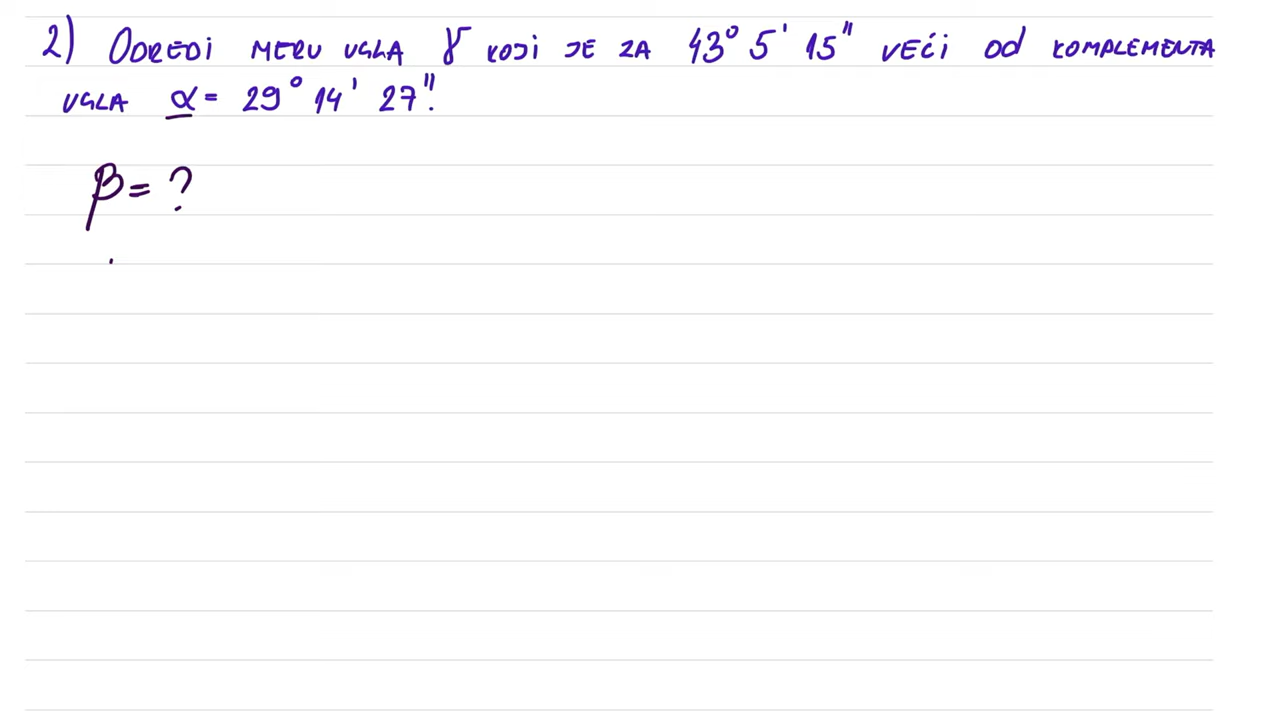 2) ODREDI MERU UGLA γ KOJI JE ZA 43° 5' 15" VEĆI OD KOMPLEMENTA
UGLA α = 29° 14' 27"!
β = ?